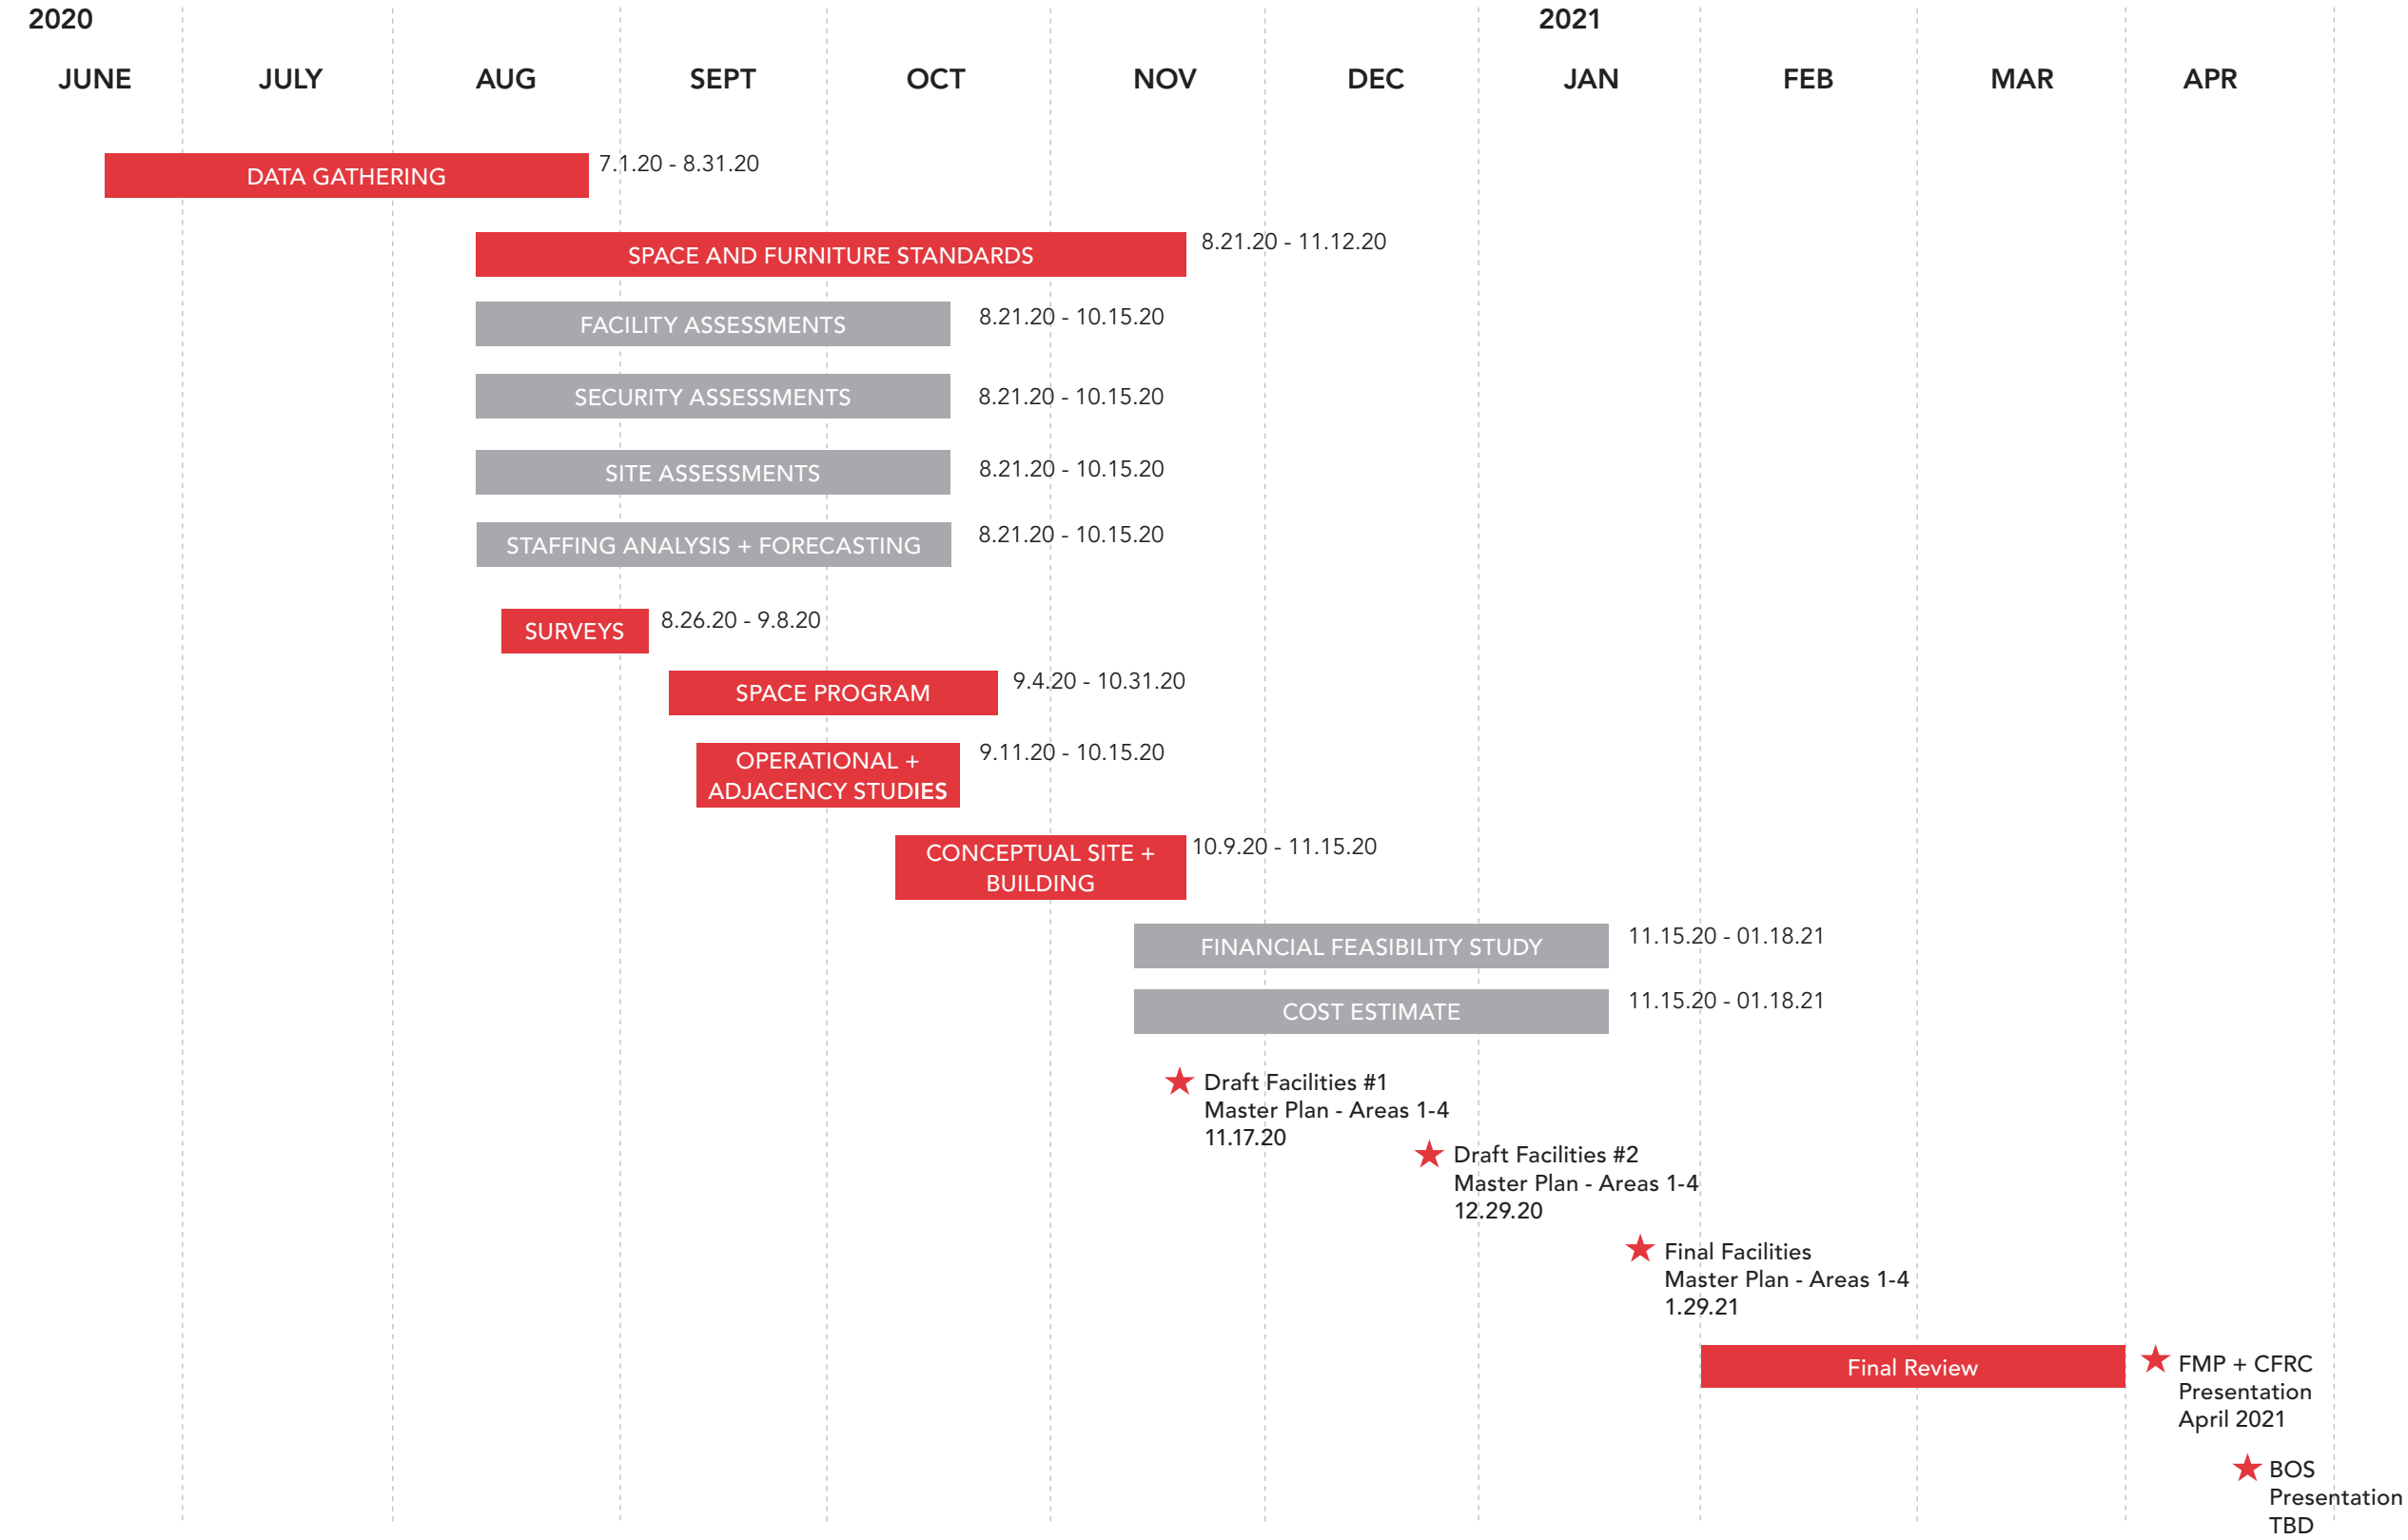 2020
2021
JUNE
JULY
AUG
SEPT
OCT
NOV
DEC
JAN
FEB
MAR
APR
DATA GATHERING
7.1.20 - 8.31.20
SPACE AND FURNITURE STANDARDS
8.21.20 - 11.12.20
FACILITY ASSESSMENTS
8.21.20 - 10.15.20
SECURITY ASSESSMENTS
8.21.20 - 10.15.20
SITE ASSESSMENTS
8.21.20 - 10.15.20
STAFFING ANALYSIS + FORECASTING
8.21.20 - 10.15.20
SURVEYS
8.26.20 - 9.8.20
SPACE PROGRAM
9.4.20 - 10.31.20
OPERATIONAL +
ADJACENCY STUDIES
9.11.20 - 10.15.20
CONCEPTUAL SITE +
BUILDING
10.9.20 - 11.15.20
FINANCIAL FEASIBILITY STUDY
11.15.20 - 01.18.21
COST ESTIMATE
11.15.20 - 01.18.21
Draft Facilities #1
Master Plan - Areas 1-4
11.17.20
Draft Facilities #2
Master Plan - Areas 1-4
12.29.20
Final Facilities
Master Plan - Areas 1-4
1.29.21
Final Review
FMP + CFRC
Presentation
April 2021
BOS
Presentation
TBD